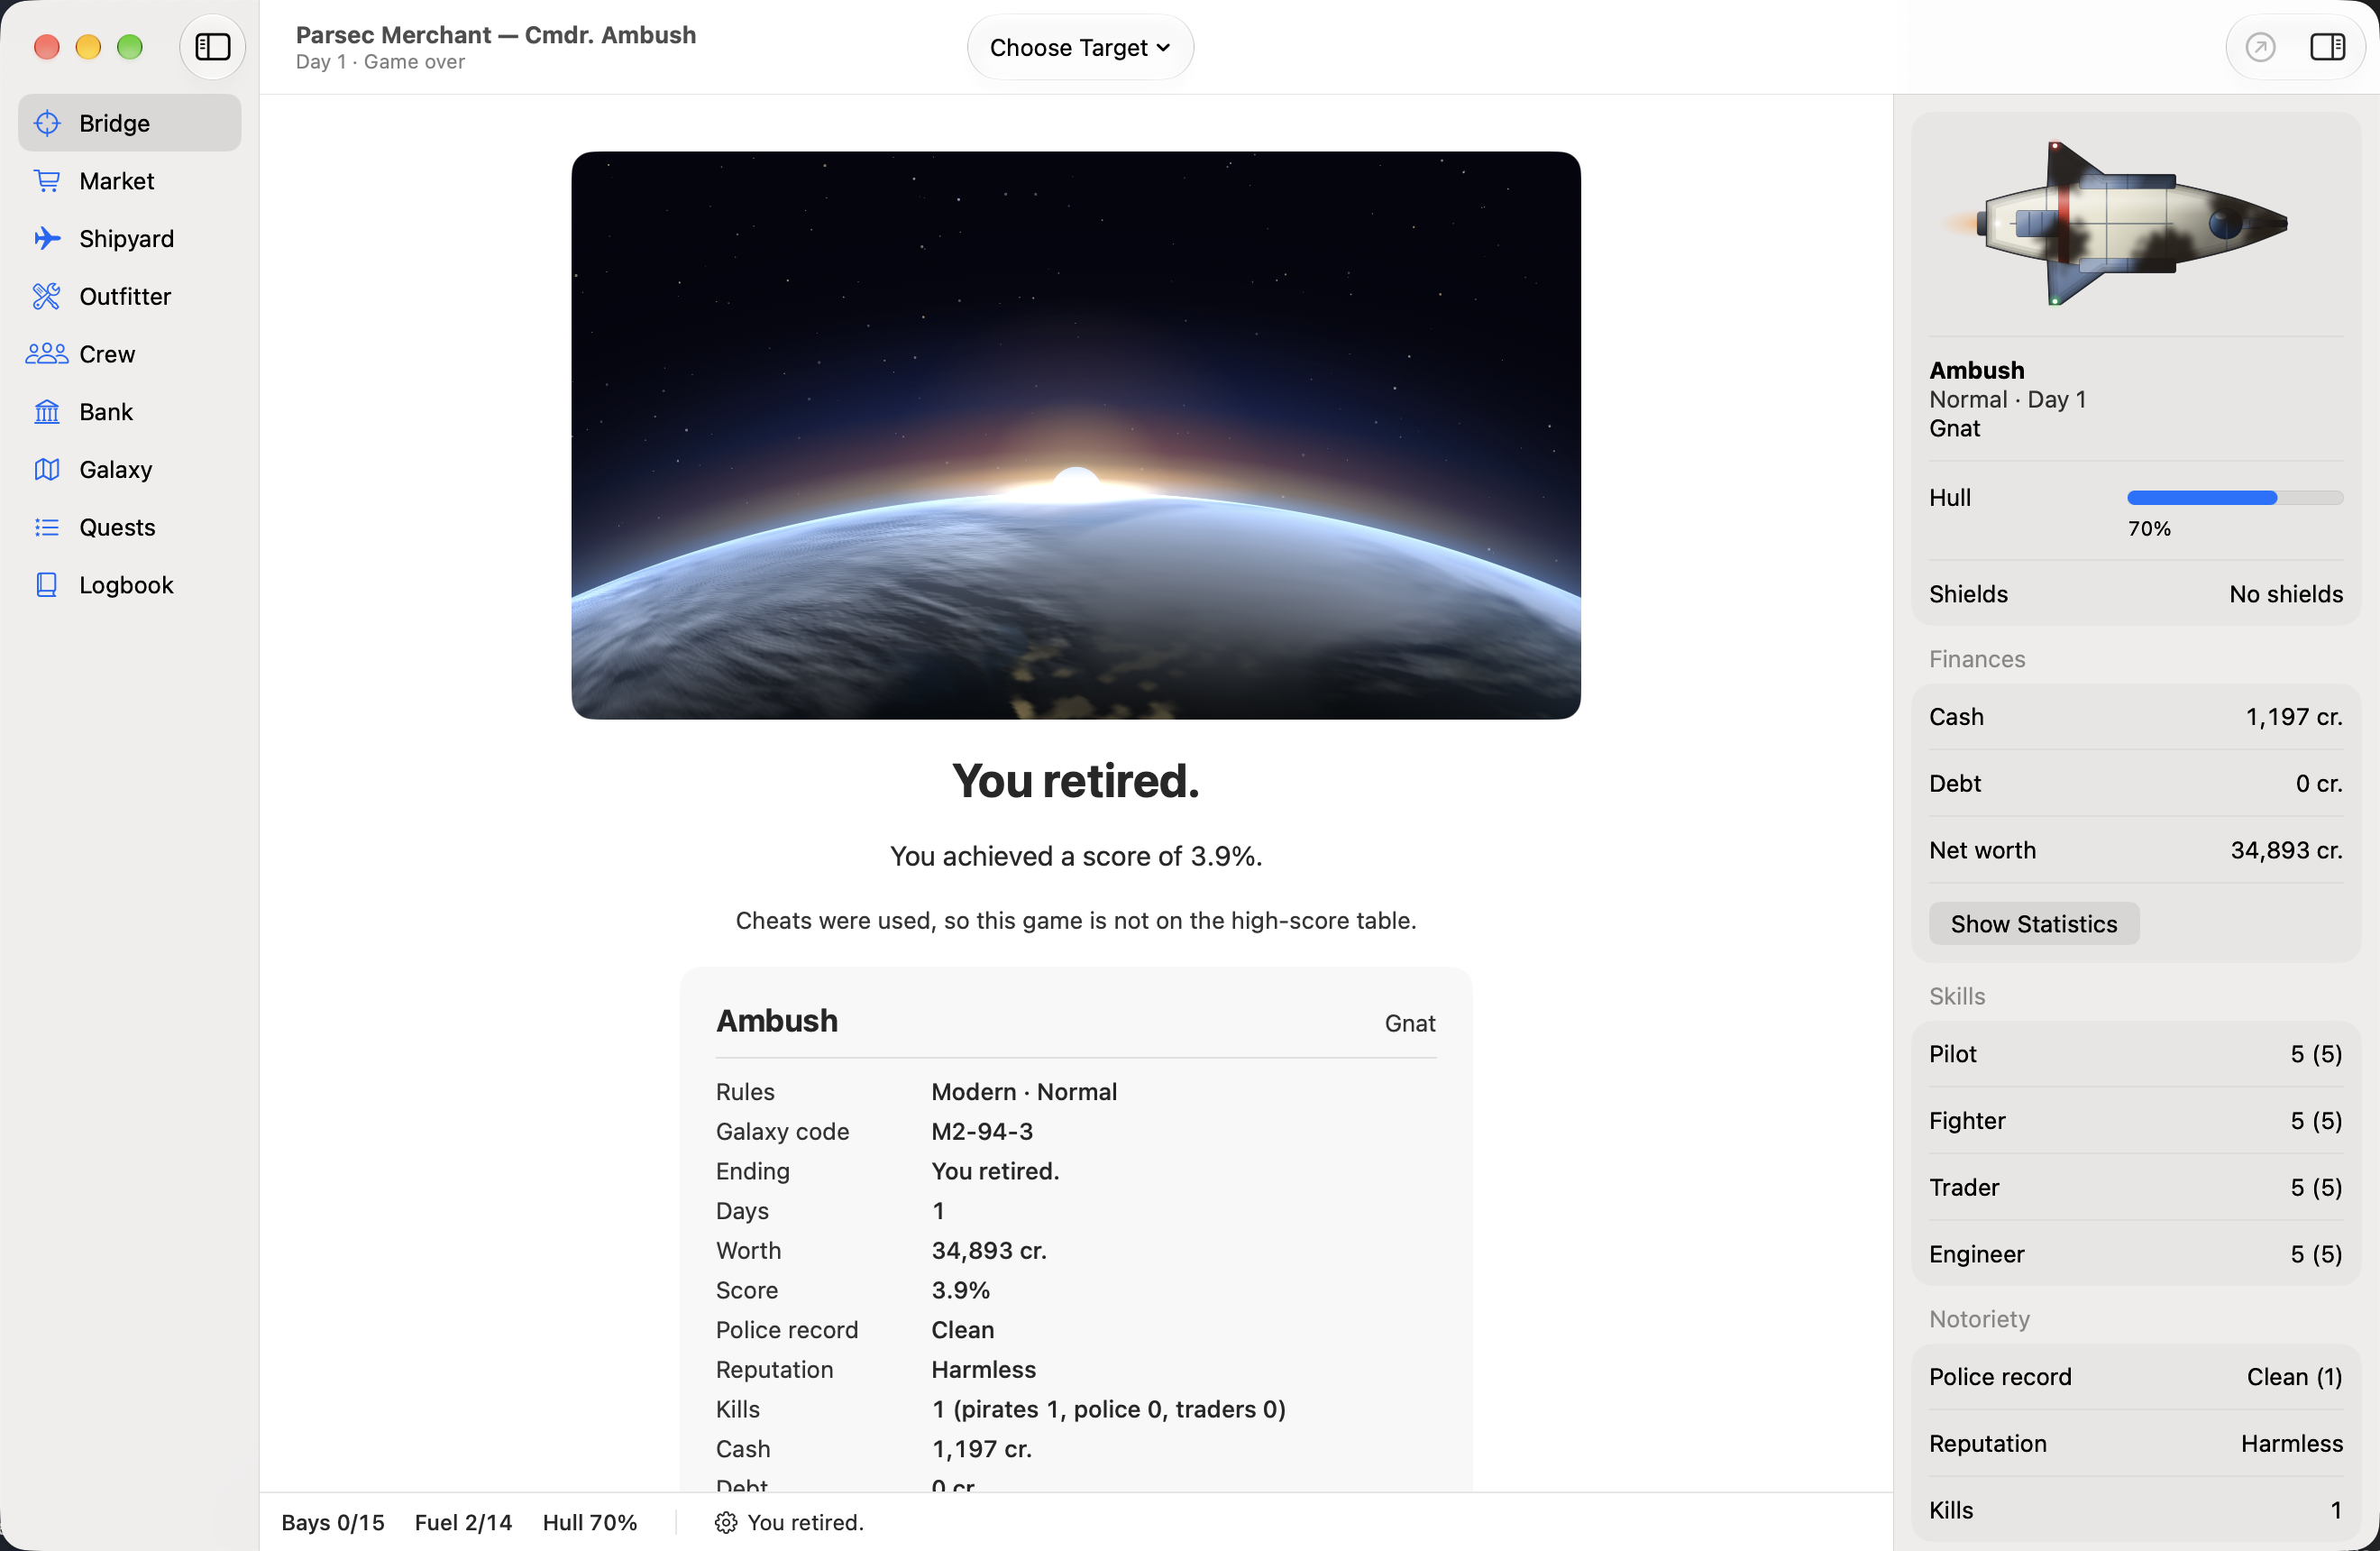 Parsec Merchant — Cmdr. Ambush
Day 1 · Game over
Choose Target
Bridge
Market
Shipyard
Outfitter
Crew
Bank
Galaxy
Quests
Logbook
You retired.
You achieved a score of 3.9%.
Cheats were used, so this game is not on the high-score table.
Ambush Gnat
Rules Modern · Normal
Galaxy code M2-94-3
Ending You retired.
Days 1
Worth 34,893 cr.
Score 3.9%
Police record Clean
Reputation Harmless
Kills 1 (pirates 1, police 0, traders 0)
Cash 1,197 cr.
Debt 0 cr
Bays 0/15 Fuel 2/14 Hull 70% You retired.
Ambush
Normal · Day 1
Gnat
Hull
70%
Shields No shields
Finances
Cash 1,197 cr.
Debt 0 cr.
Net worth 34,893 cr.
Show Statistics
Skills
Pilot 5 (5)
Fighter 5 (5)
Trader 5 (5)
Engineer 5 (5)
Notoriety
Police record Clean (1)
Reputation Harmless
Kills 1